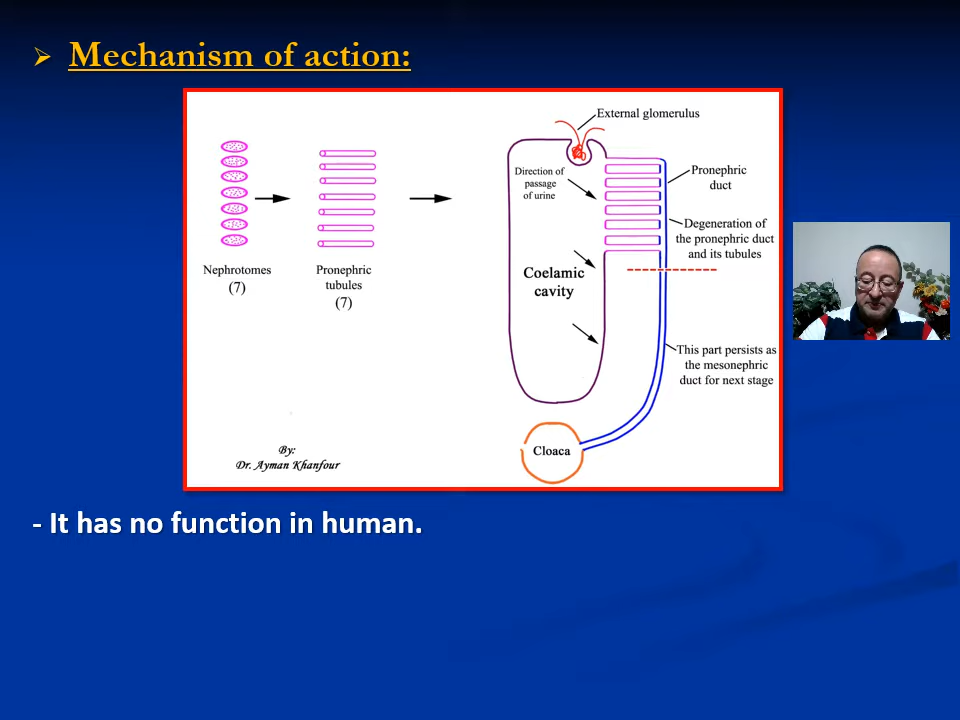 Mechanism of action:
External glomerulus
Direction of
passage
of urine
Pronephric
duct
Degeneration of
the pronephric duct
and its tubules
Nephrotomes
(7)
Pronephric
tubules
(7)
Coelamic
cavity
This part persists as
the mesonephric
duct for next stage
Cloaca
By:
Dr. Ayman Khanfour
- It has no function in human.